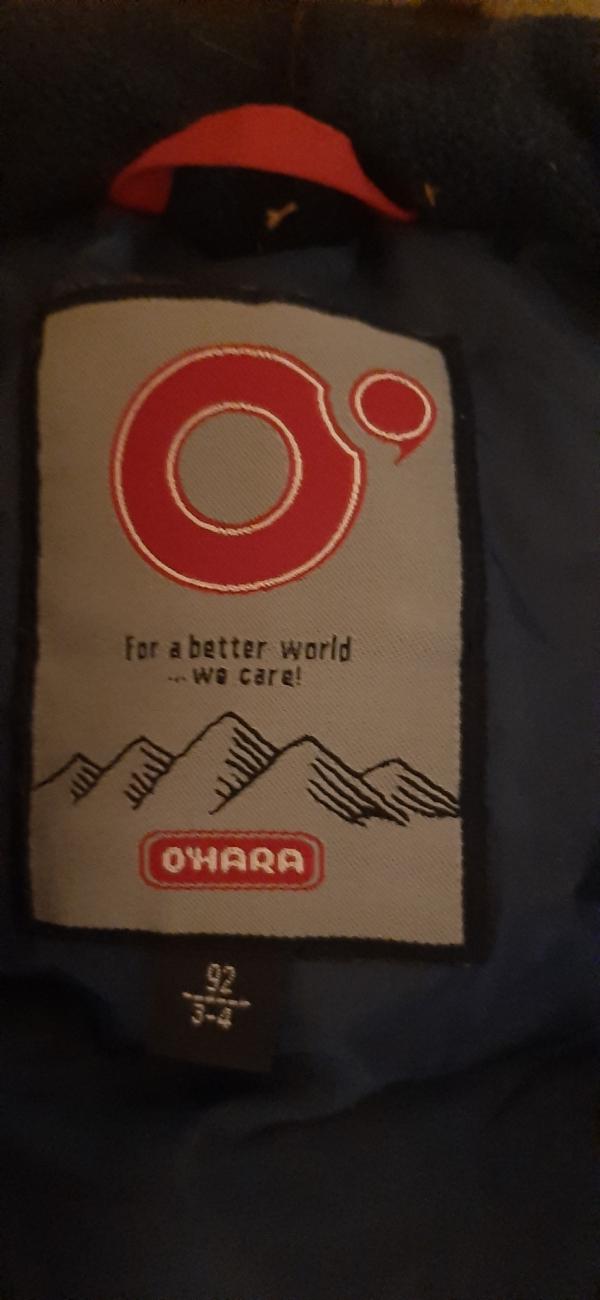 O'
For a better world
...we care!
O'HARA
92
3-4